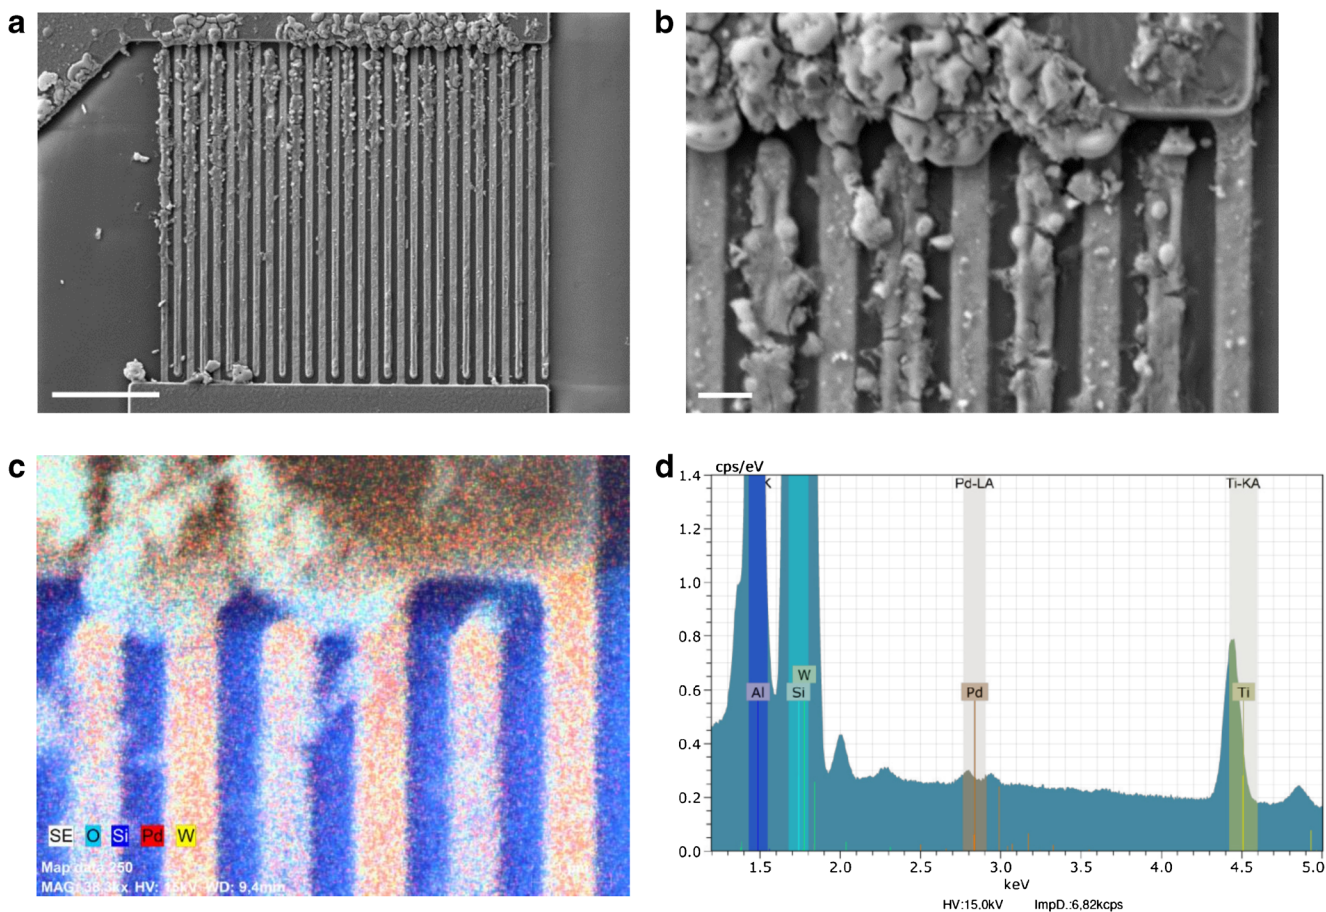 a
b
c
SE O Si Pd W
Map data 250
MAG: 38,3kx HV: 15kV WD: 9,4mm
d
cps/eV
1.4
1.2
1.0
0.8
0.6
0.4
0.2
0.0
K
Pd-LA
Ti-KA
W
Al Si Pd Ti
1.5 2.0 2.5 3.0 3.5 4.0 4.5 5.0
keV
HV:15,0kV ImpD.:6,82kcps